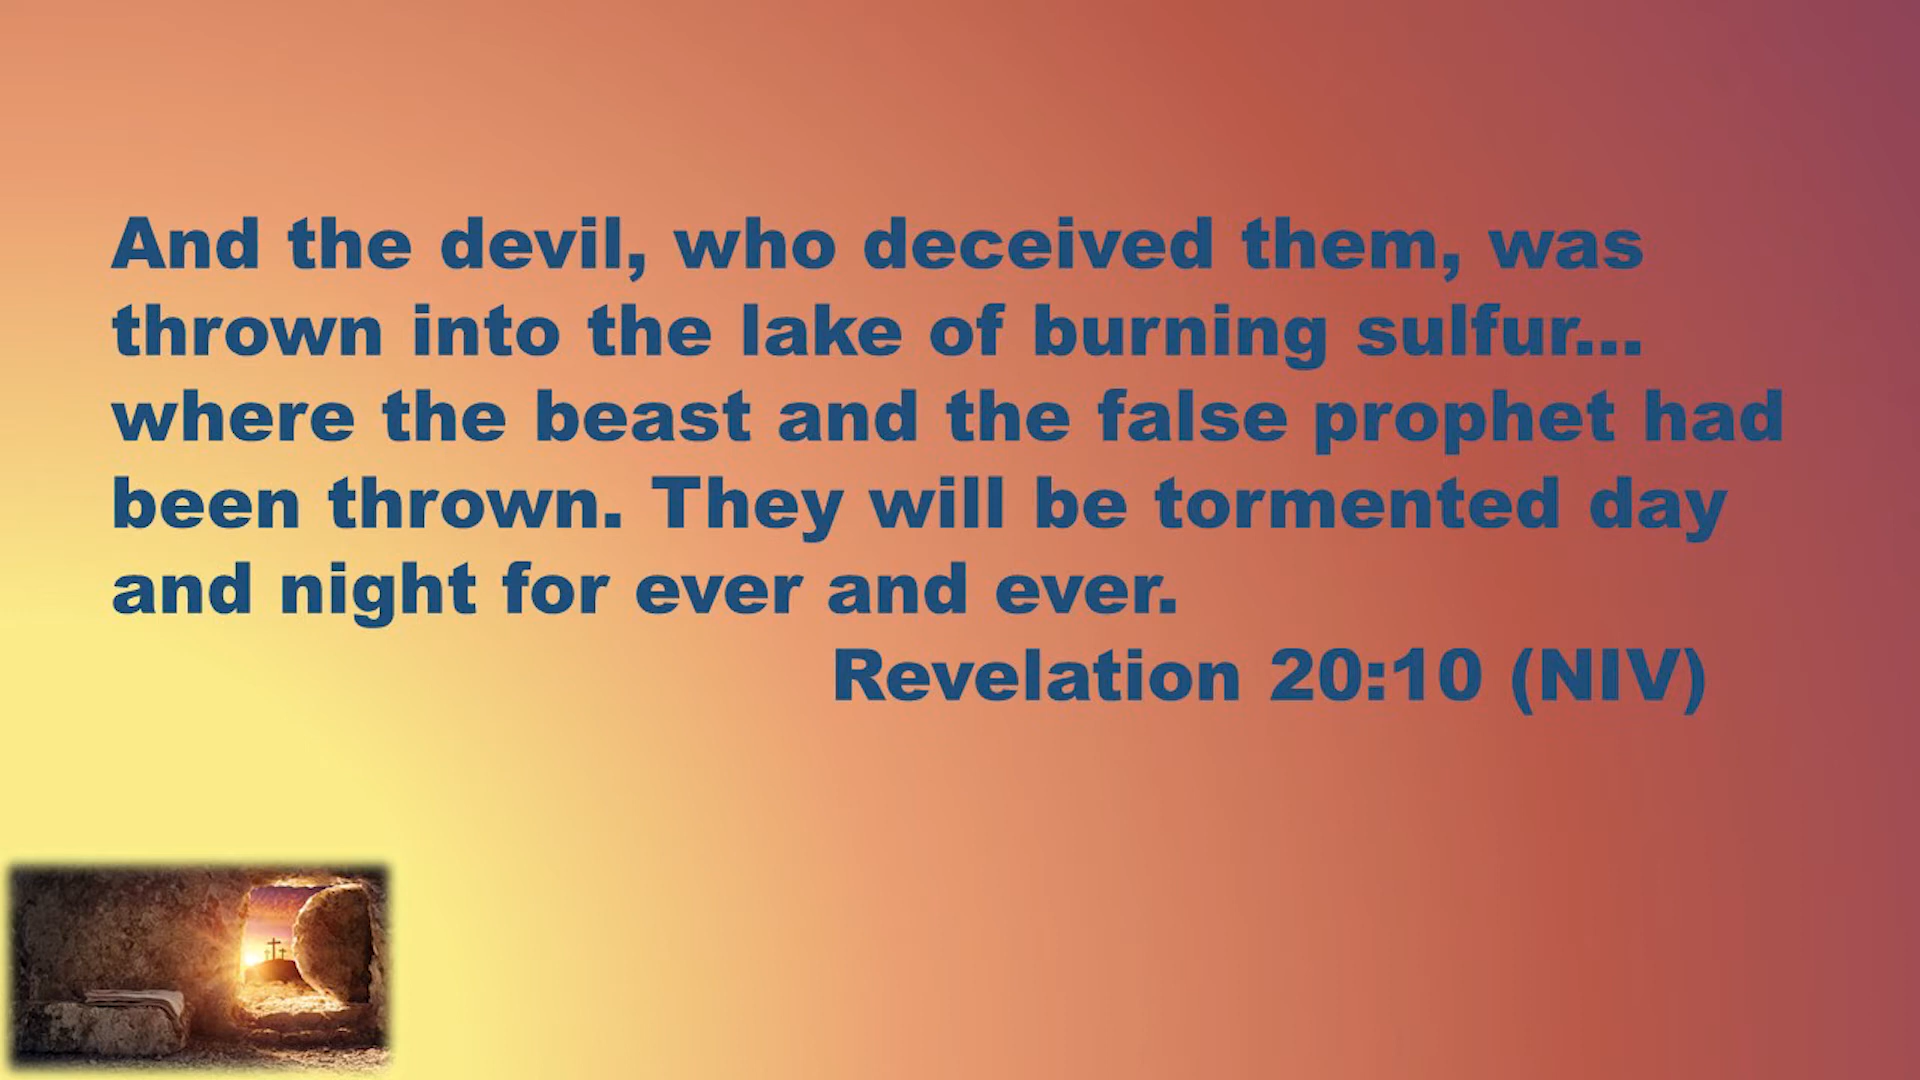 And the devil, who deceived them, was
thrown into the lake of burning sulfur...
where the beast and the false prophet had
been thrown. They will be tormented day
and night for ever and ever.
Revelation 20:10 (NIV)